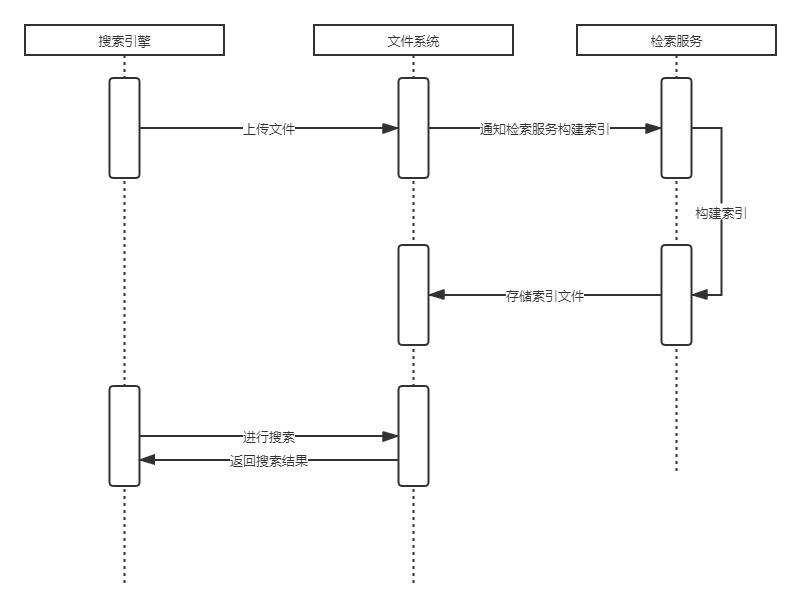 搜索引擎
文件系统
检索服务
上传文件
通知检索服务构建索引
构建索引
存储索引文件
进行搜索
返回搜索结果